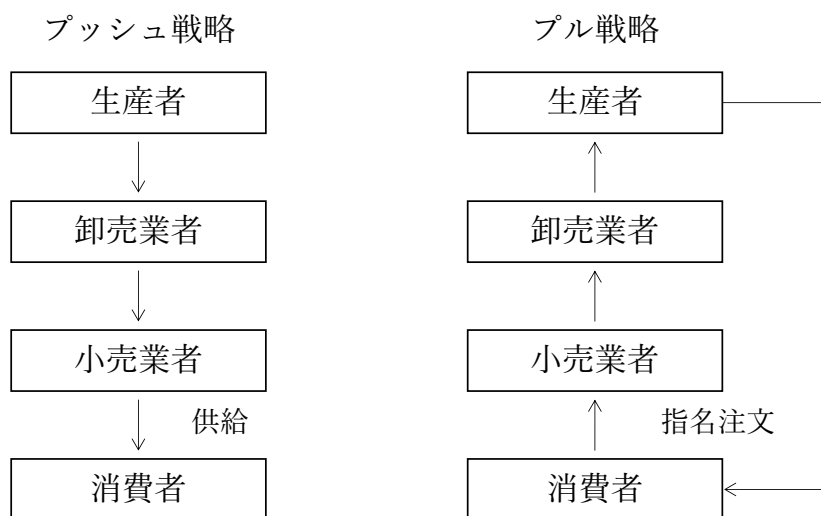 プッシュ戦略
生産者
卸売業者
小売業者
供給
消費者
プル戦略
生産者
卸売業者
小売業者
指名注文
消費者